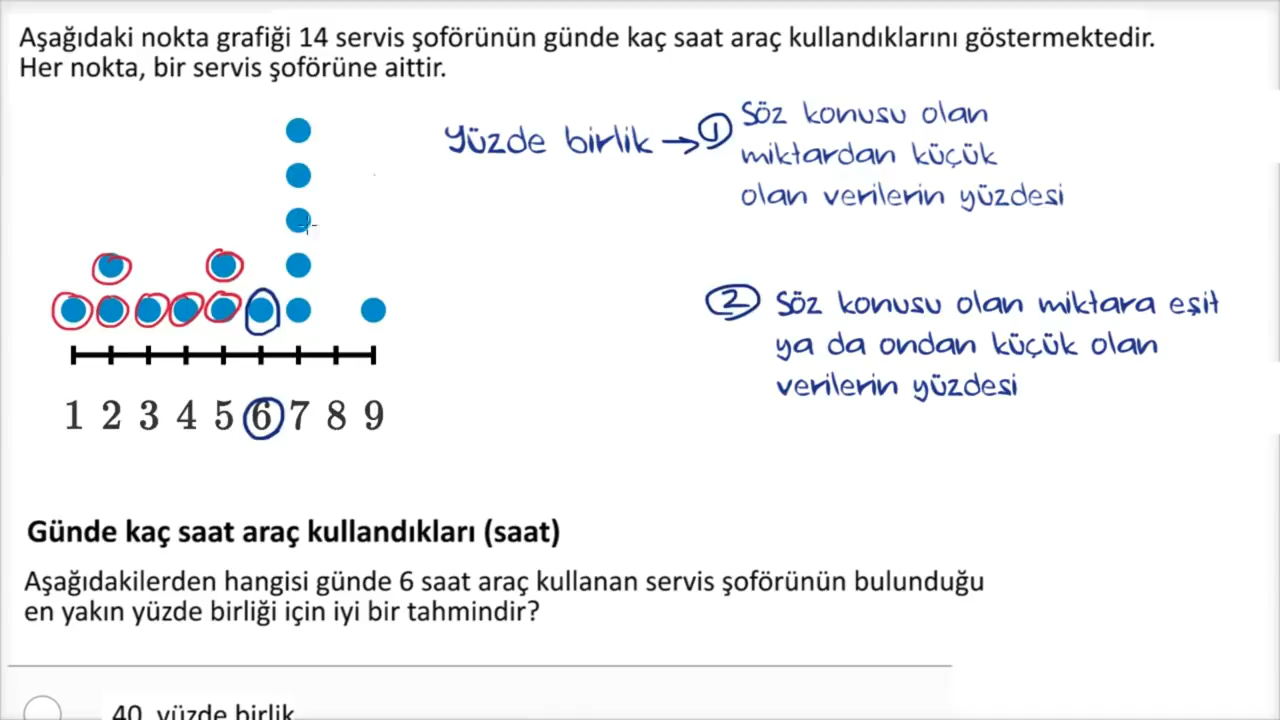 Aşağıdaki nokta grafiği 14 servis şoförünün günde kaç saat araç kullandıklarını göstermektedir.
Her nokta, bir servis şoförüne aittir.
Yüzde birlik → 1 Söz konusu olan
miktardan küçük
olan verilerin yüzdesi
2 Söz konusu olan miktara eşit
ya da ondan küçük olan
verilerin yüzdesi
1 2 3 4 5 6 7 8 9
Günde kaç saat araç kullandıkları (saat)
Aşağıdakilerden hangisi günde 6 saat araç kullanan servis şoförünün bulunduğu
en yakın yüzde birliği için iyi bir tahmindir?
40. yüzde birlik